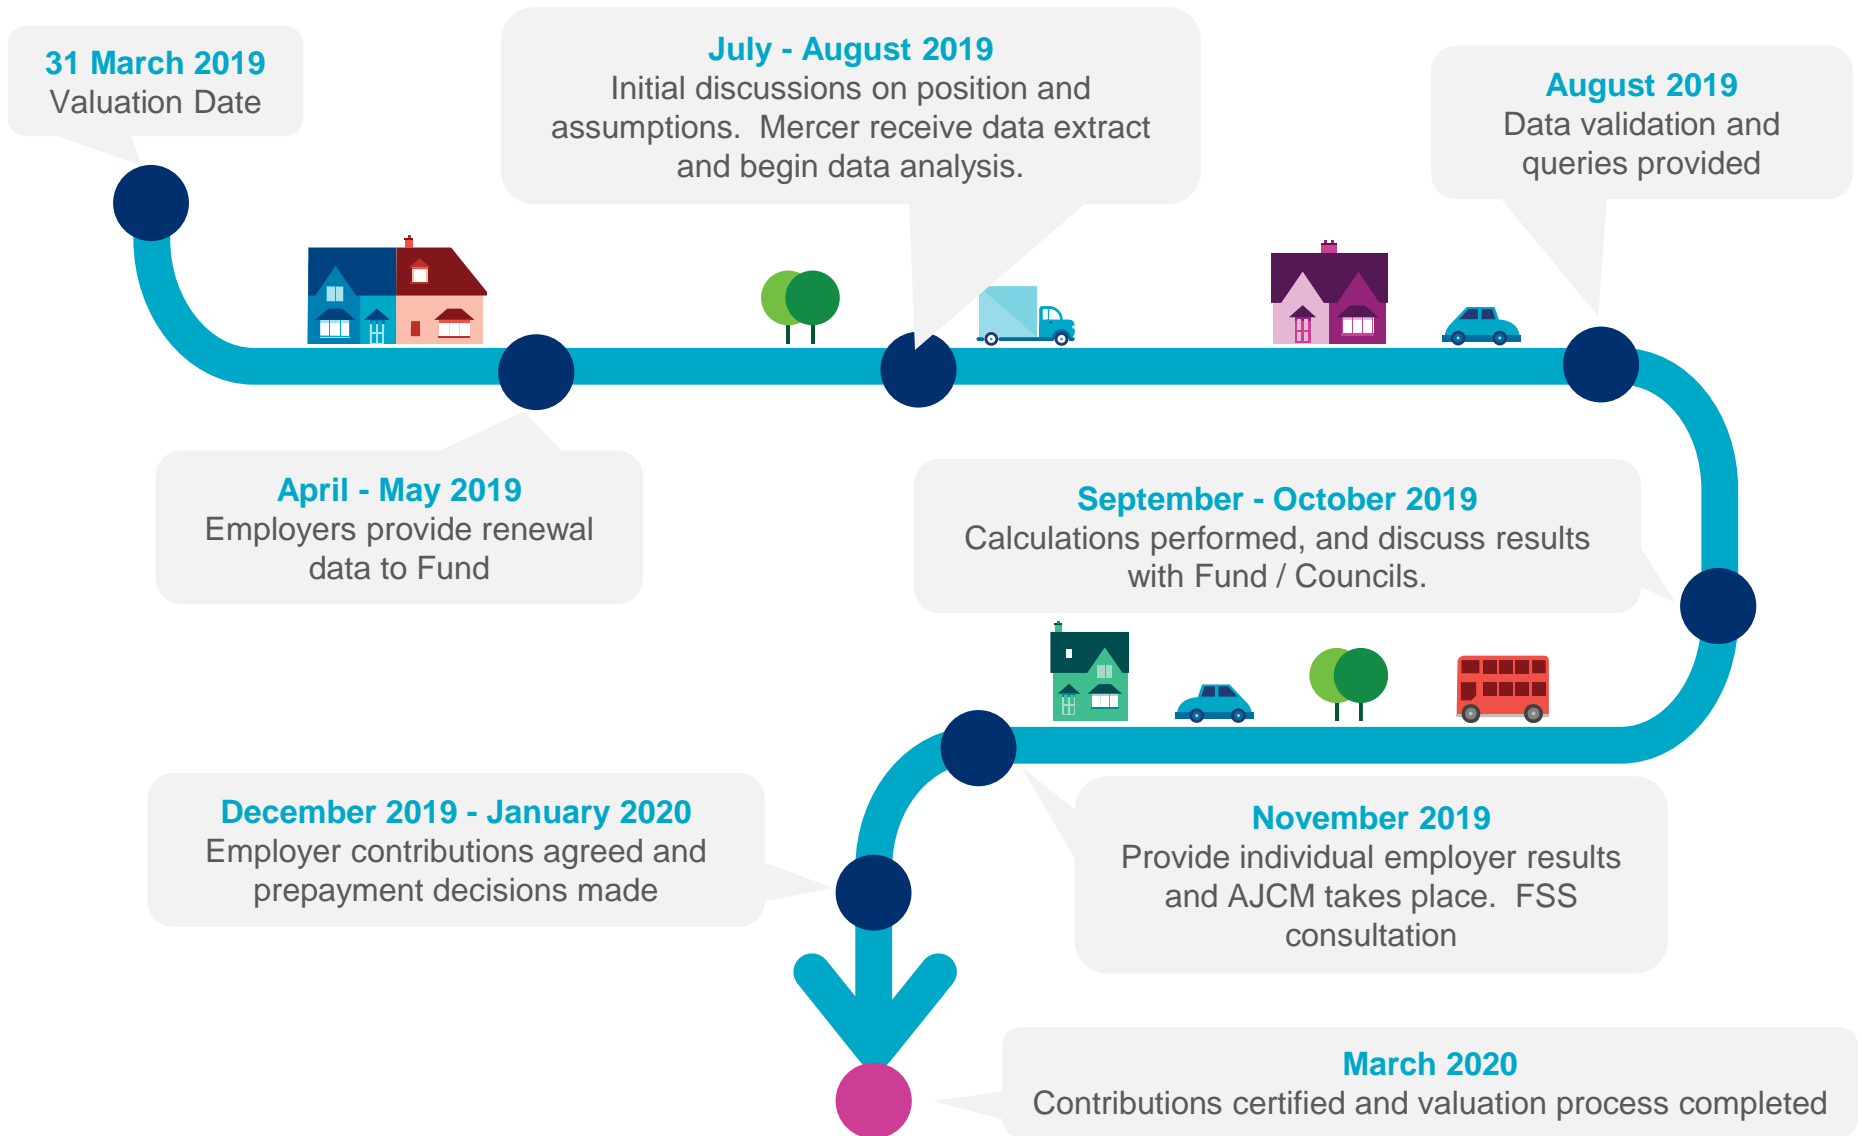 31 March 2019
Valuation Date
July - August 2019
Initial discussions on position and
assumptions.  Mercer receive data extract
and begin data analysis.
August 2019
Data validation and
queries provided
April - May 2019
Employers provide renewal
data to Fund
September - October 2019
Calculations performed, and discuss results
with Fund / Councils.
November 2019
Provide individual employer results
and AJCM takes place.  FSS
consultation
December 2019 - January 2020
Employer contributions agreed and
prepayment decisions made
March 2020
Contributions certified and valuation process completed